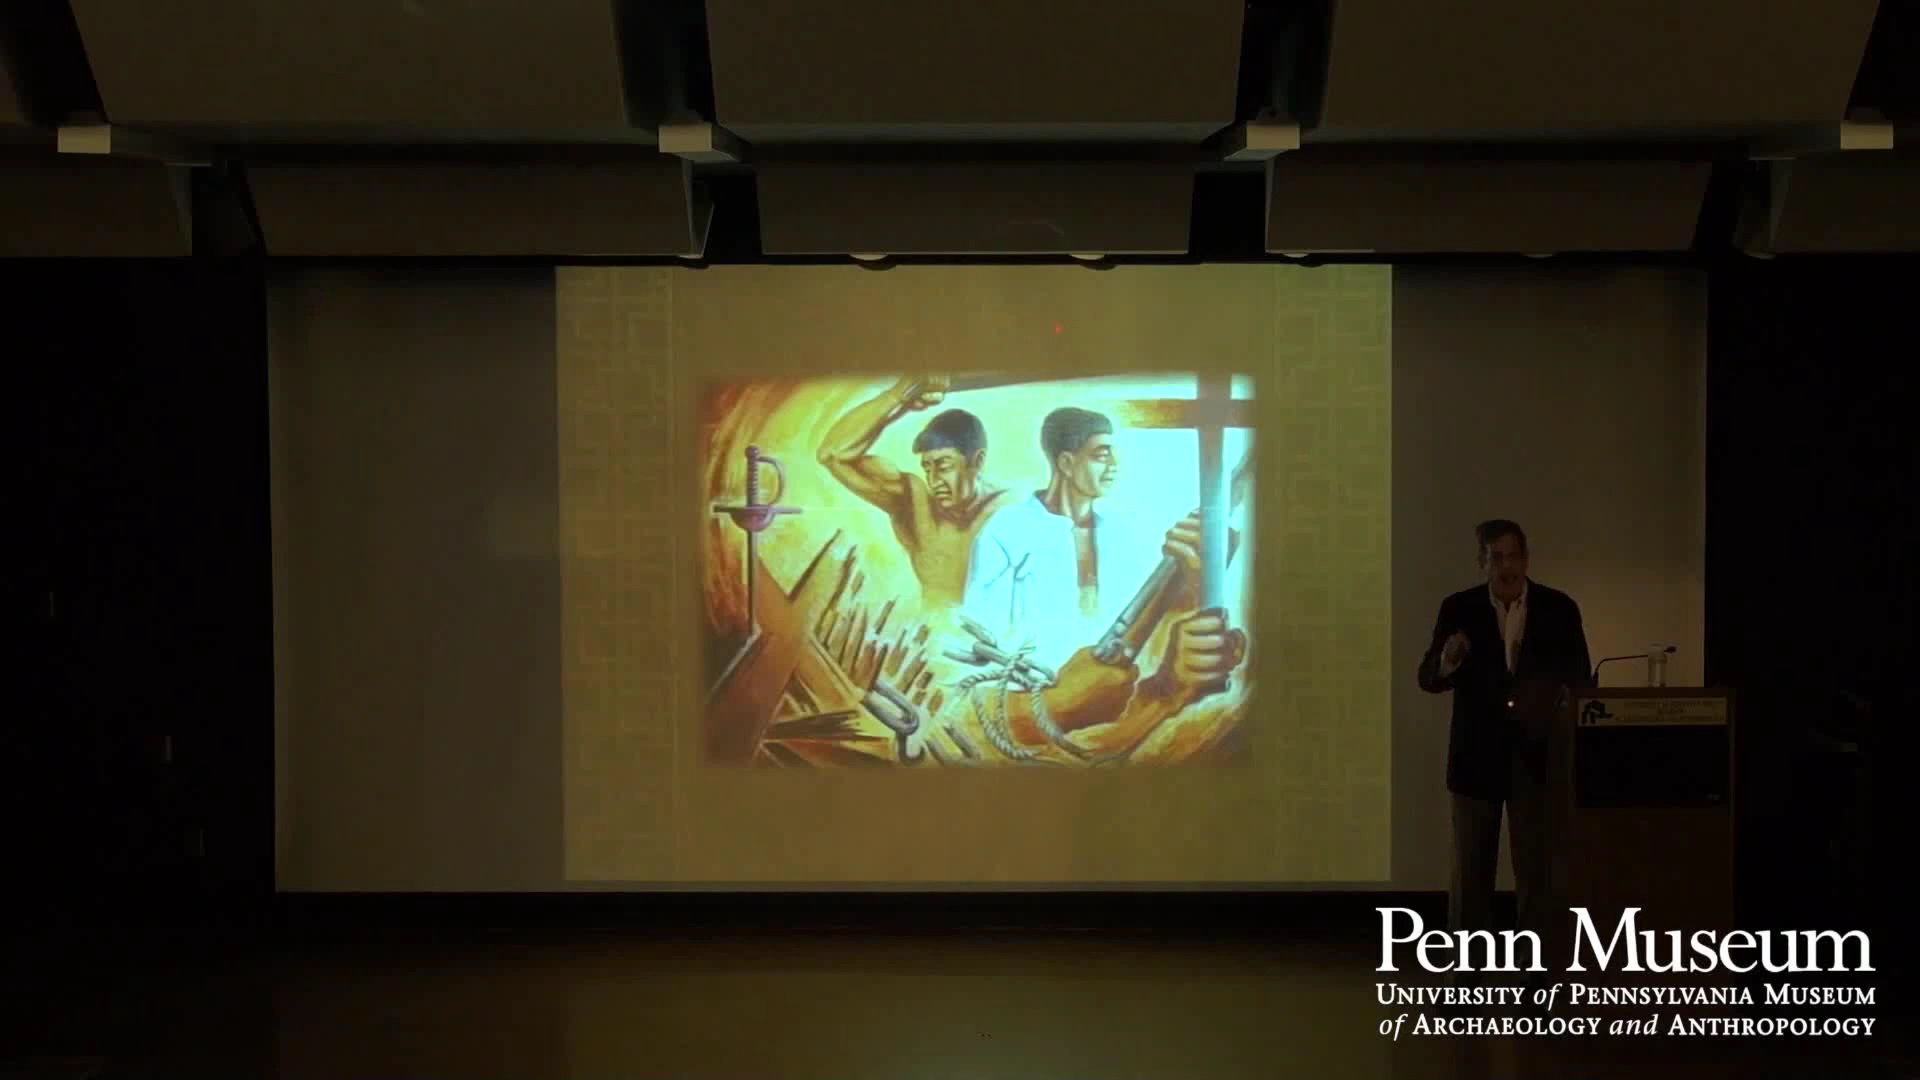 Penn Museum
UNIVERSITY of PENNSYLVANIA MUSEUM
of ARCHAEOLOGY and ANTHROPOLOGY